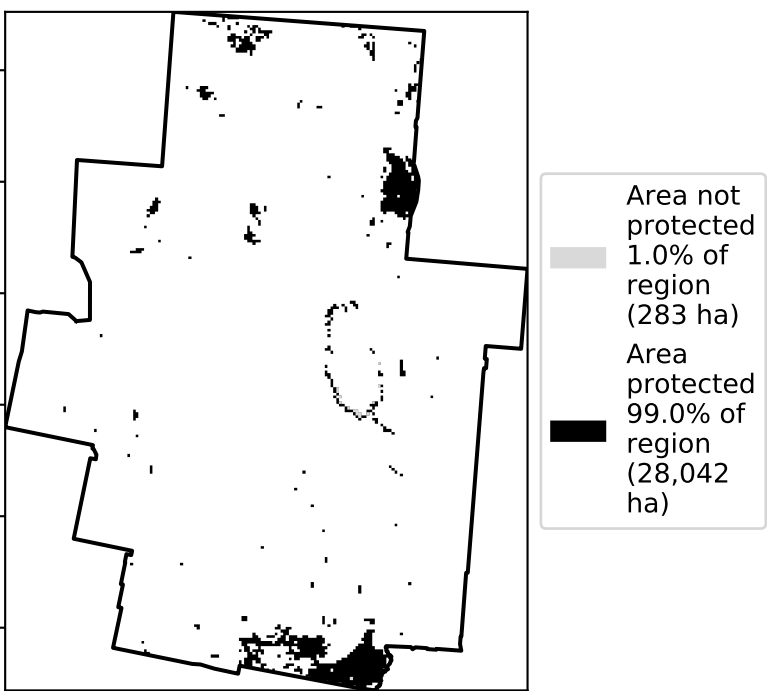 Area not
protected
1.0% of
region
(283 ha)
Area
protected
99.0% of
region
(28,042
ha)